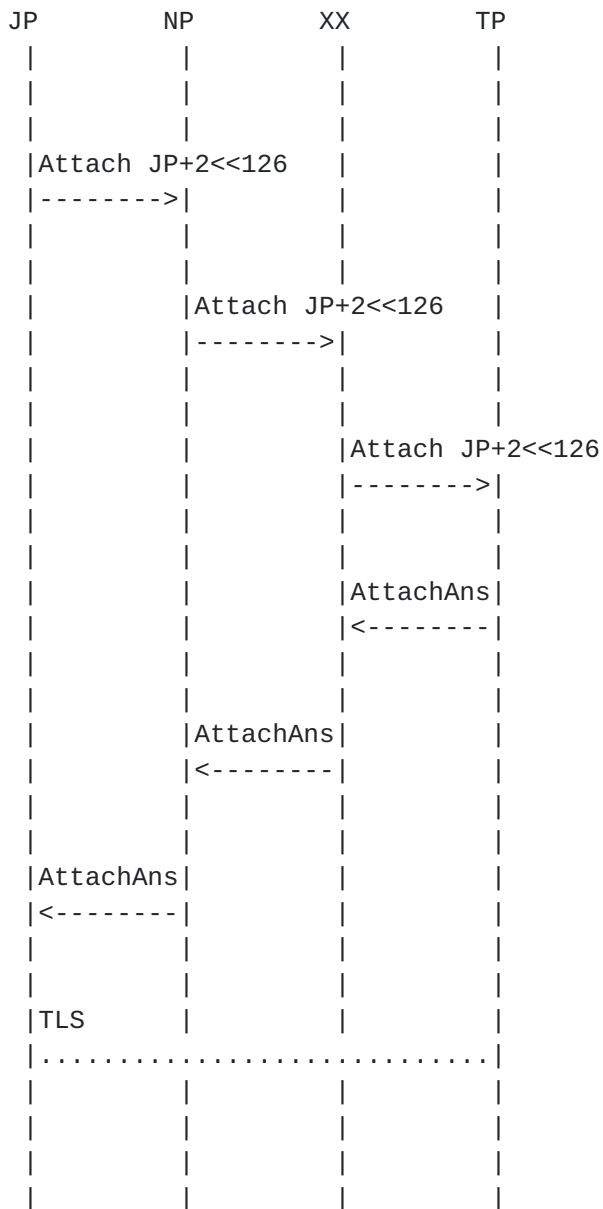 JP NP XX TP
Attach JP+2<<126
Attach JP+2<<126
Attach JP+2<<126
AttachAns
AttachAns
AttachAns
TLS